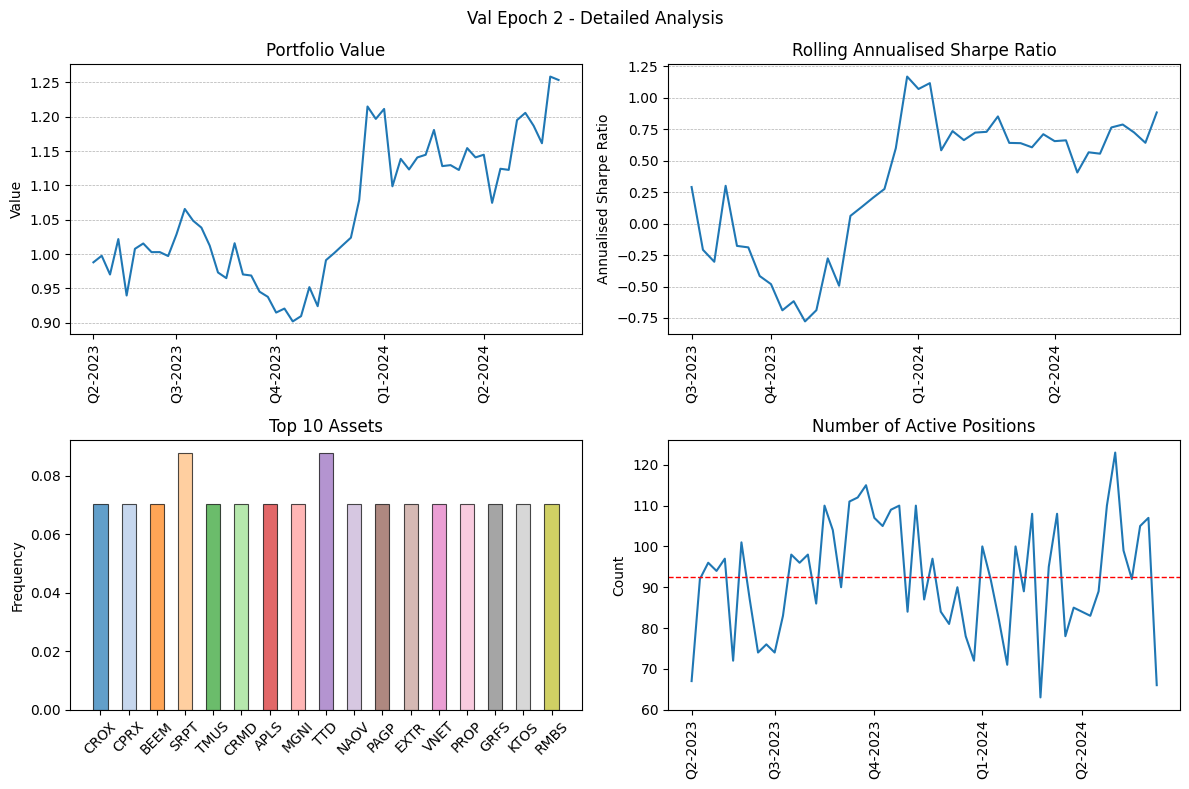 Val Epoch 2 - Detailed Analysis
Portfolio Value
Value
1.25
1.20
1.15
1.10
1.05
1.00
0.95
0.90
Q2-2023
Q3-2023
Q4-2023
Q1-2024
Q2-2024
Rolling Annualised Sharpe Ratio
Annualised Sharpe Ratio
1.25
1.00
0.75
0.50
0.25
0.00
−0.25
−0.50
−0.75
Q3-2023
Q4-2023
Q1-2024
Q2-2024
Top 10 Assets
Frequency
0.08
0.06
0.04
0.02
0.00
CROX
CPRX
BEEM
SRPT
TMUS
CRMD
APLS
MGNI
TTD
NAOV
PAGP
EXTR
VNET
PROP
GRFS
KTOS
RMBS
Number of Active Positions
Count
120
110
100
90
80
70
60
Q2-2023
Q3-2023
Q4-2023
Q1-2024
Q2-2024